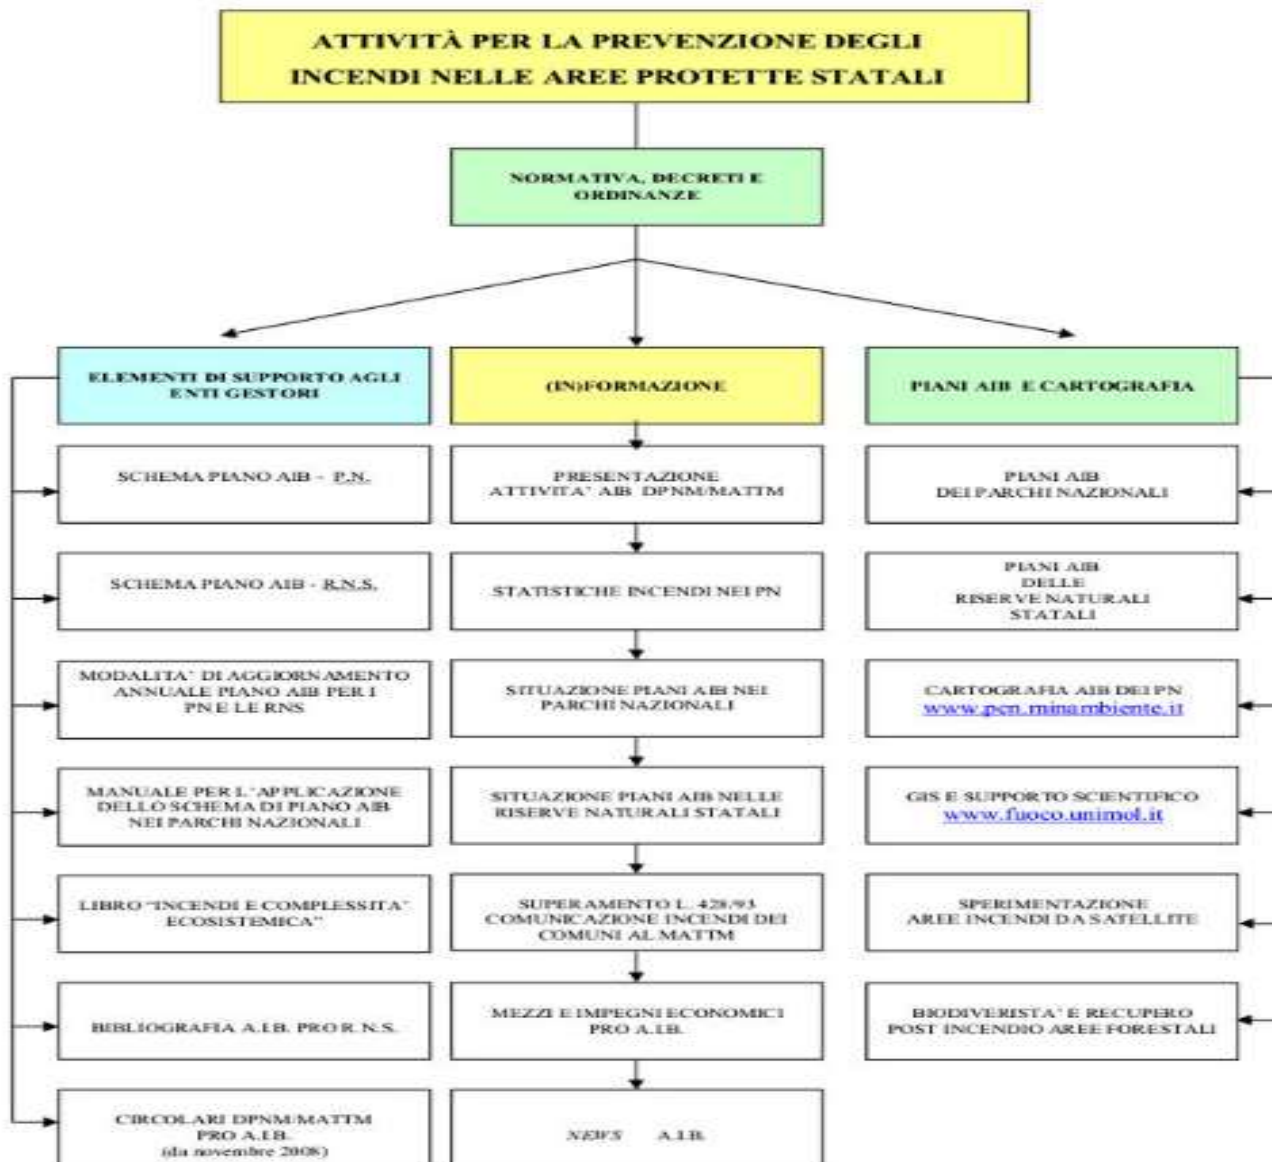 ATTIVITÀ PER LA PREVENZIONE DEGLI
INCENDI NELLE AREE PROTETTE STATALI
NORMATIVA, DECRETI E
ORDINANZE
ELEMENTI DI SUPPORTO AGLI
ENTI GESTORI
SCHEMA PIANO AIB - P.N.
SCHEMA PIANO AIB - R.N.S.
MODALITA' DI AGGIORNAMENTO
ANNUALE PIANO AIB PER I
PN E LE RNS
MANUALE PER L'APPLICAZIONE
DELLO SCHEMA DI PIANO AIB
NEI PARCHI NAZIONALI
LIBRO "INCENDI E COMPLESSITA'
ECOSISTEMICA"
BIBLIOGRAFIA A.I.B. PRO R.N.S.
CIRCOLARI DPNM/MATTM
PRO A.I.B.
(da novembre 2008)
(IN)FORMAZIONE
PRESENTAZIONE
ATTIVITA' AIB DPNM/MATTM
STATISTICHE INCENDI NEI PN
SITUAZIONE PIANI AIB NEI
PARCHI NAZIONALI
SITUAZIONE PIANI AIB NELLE
RISERVE NATURALI STATALI
SUPERAMENTO L. 428/93
COMUNICAZIONE INCENDI DEI
COMUNI AL MATTM
MEZZI E IMPEGNI ECONOMICI
PRO A.I.B.
NEWS A.I.B.
PIANI AIB E CARTOGRAFIA
PIANI AIB
DEI PARCHI NAZIONALI
PIANI AIB
DELLE
RISERVE NATURALI
STATALI
CARTOGRAFIA AIB DEI PN
www.pcn.minambiente.it
GIS E SUPPORTO SCIENTIFICO
www.fuoco.unimol.it
SPERIMENTAZIONE
AREE INCENDI DA SATELLITE
BIODIVERISTA' E RECUPERO
POST INCENDIO AREE FORESTALI